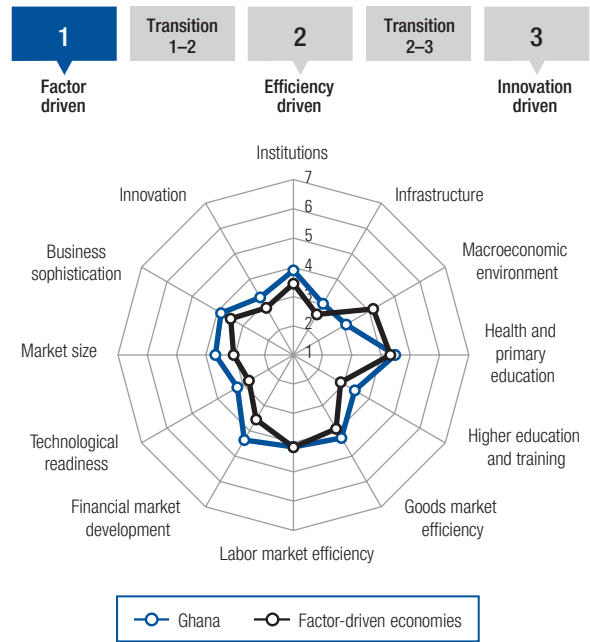 1
Transition
1–2
2
Transition
2–3
3
Factor
driven
Efficiency
driven
Innovation
driven
Institutions
7
Innovation
6
Infrastructure
5
Business
sophistication
4
Macroeconomic
environment
3
2
Market size
1
Health and
primary
education
Technological
readiness
Higher education
and training
Financial market
development
Goods market
efficiency
Labor market efficiency
Ghana
Factor-driven economies